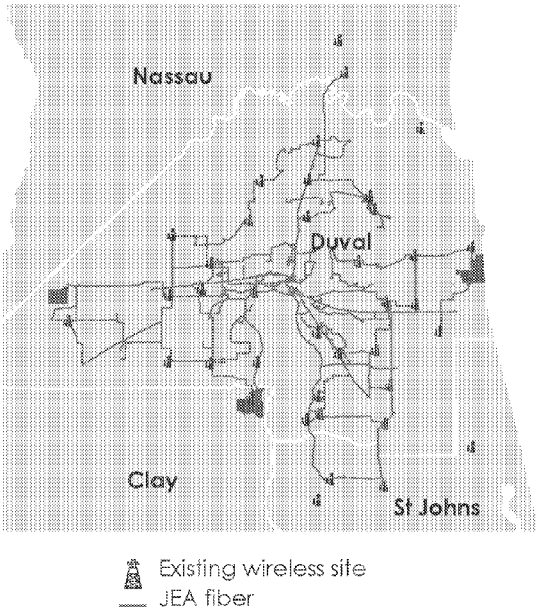 Nassau
Duval
Clay
St Johns
Existing wireless site
JEA fiber